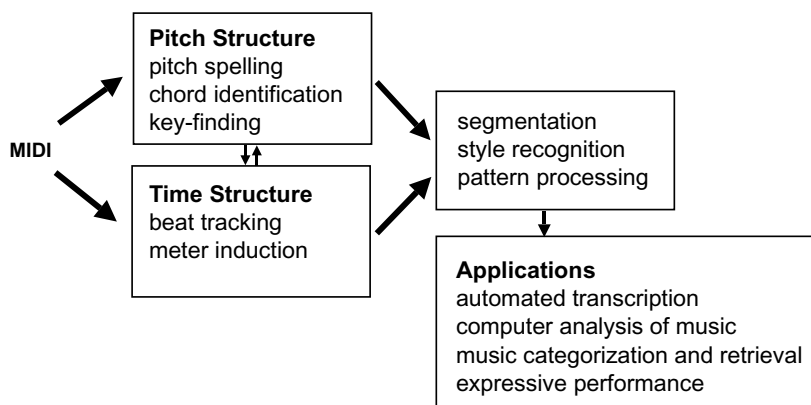 MIDI
Pitch Structure
pitch spelling
chord identification
key-finding
Time Structure
beat tracking
meter induction
segmentation
style recognition
pattern processing
Applications
automated transcription
computer analysis of music
music categorization and retrieval
expressive performance